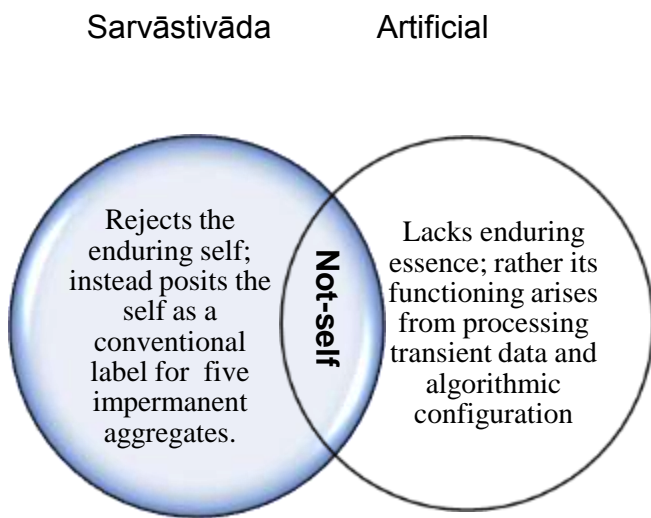 Sarvāstivāda
Artificial
Rejects the
enduring self;
instead posits the
self as a
conventional
label for five
impermanent
aggregates.
Not-self
Lacks enduring
essence; rather its
functioning arises
from processing
transient data and
algorithmic
configuration